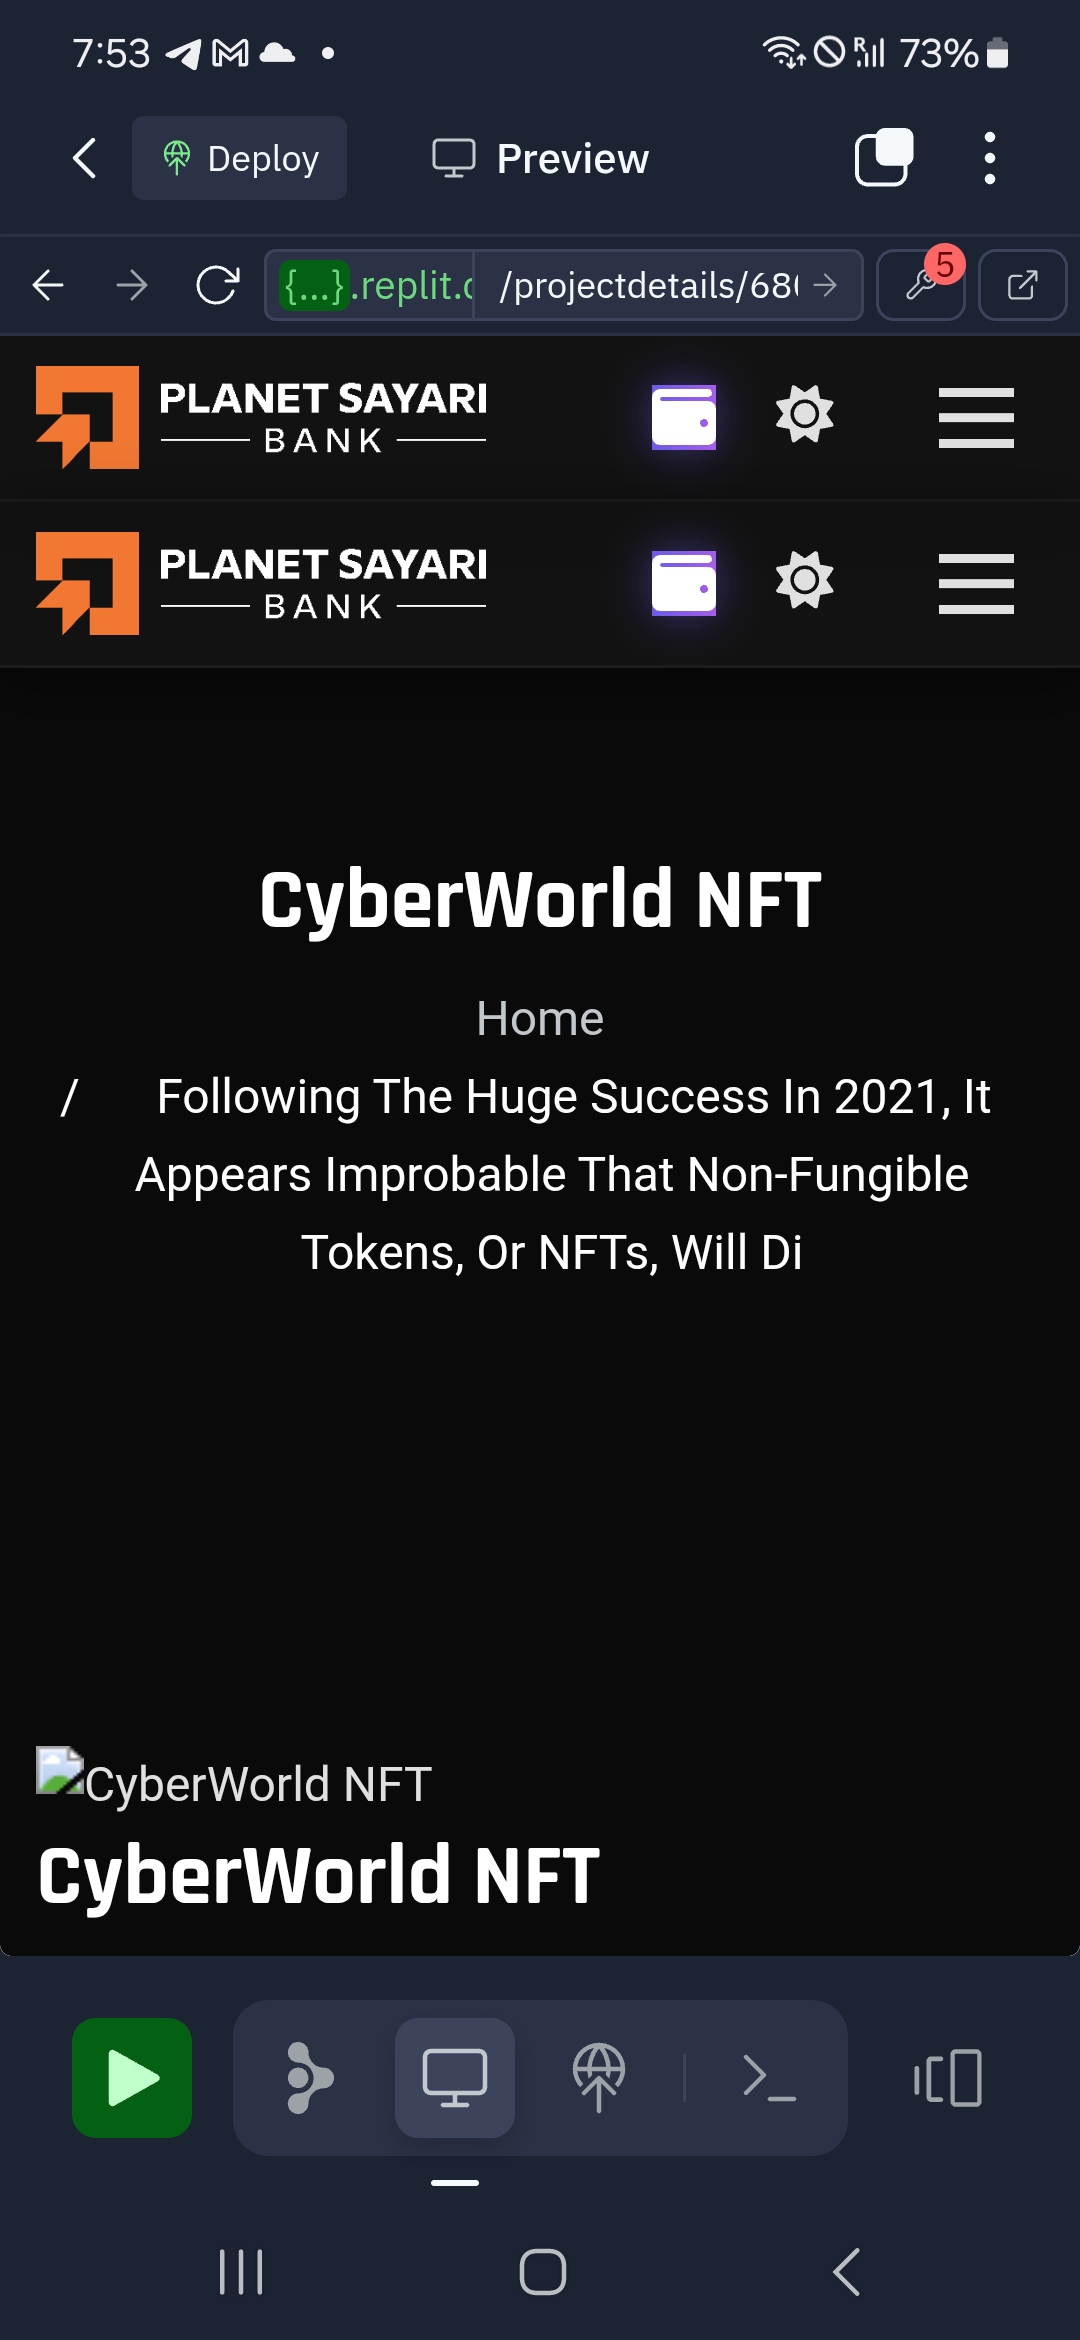 7:53
73%
Deploy
Preview
{...}.replit.c
/projectdetails/68
5
PLANET SAYARI
BANK
PLANET SAYARI
BANK
CyberWorld NFT
Home
/ Following The Huge Success In 2021, It
Appears Improbable That Non-Fungible
Tokens, Or NFTs, Will Di
CyberWorld NFT
CyberWorld NFT